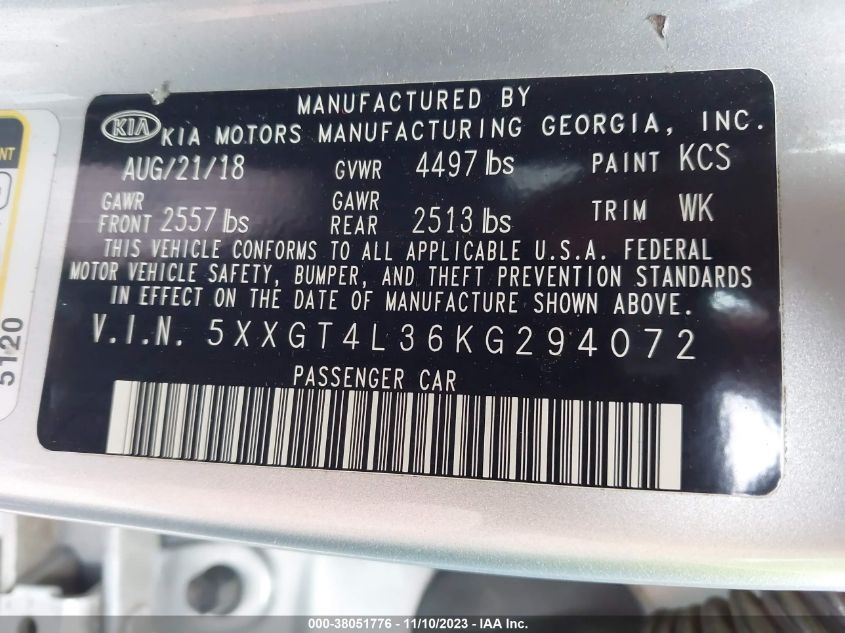 MANUFACTURED BY
KIA KIA MOTORS MANUFACTURING GEORGIA, INC.
AUG/21/18 GVWR 4497 lbs PAINT KCS
GAWR FRONT 2557 lbs GAWR REAR 2513 lbs TRIM WK
THIS VEHICLE CONFORMS TO ALL APPLICABLE U.S.A. FEDERAL
MOTOR VEHICLE SAFETY, BUMPER, AND THEFT PREVENTION STANDARDS
IN EFFECT ON THE DATE OF MANUFACTURE SHOWN ABOVE.
V.I.N. 5XXGT4L36KG294072
PASSENGER CAR
5120
000-38051776 - 11/10/2023 - IAA Inc.